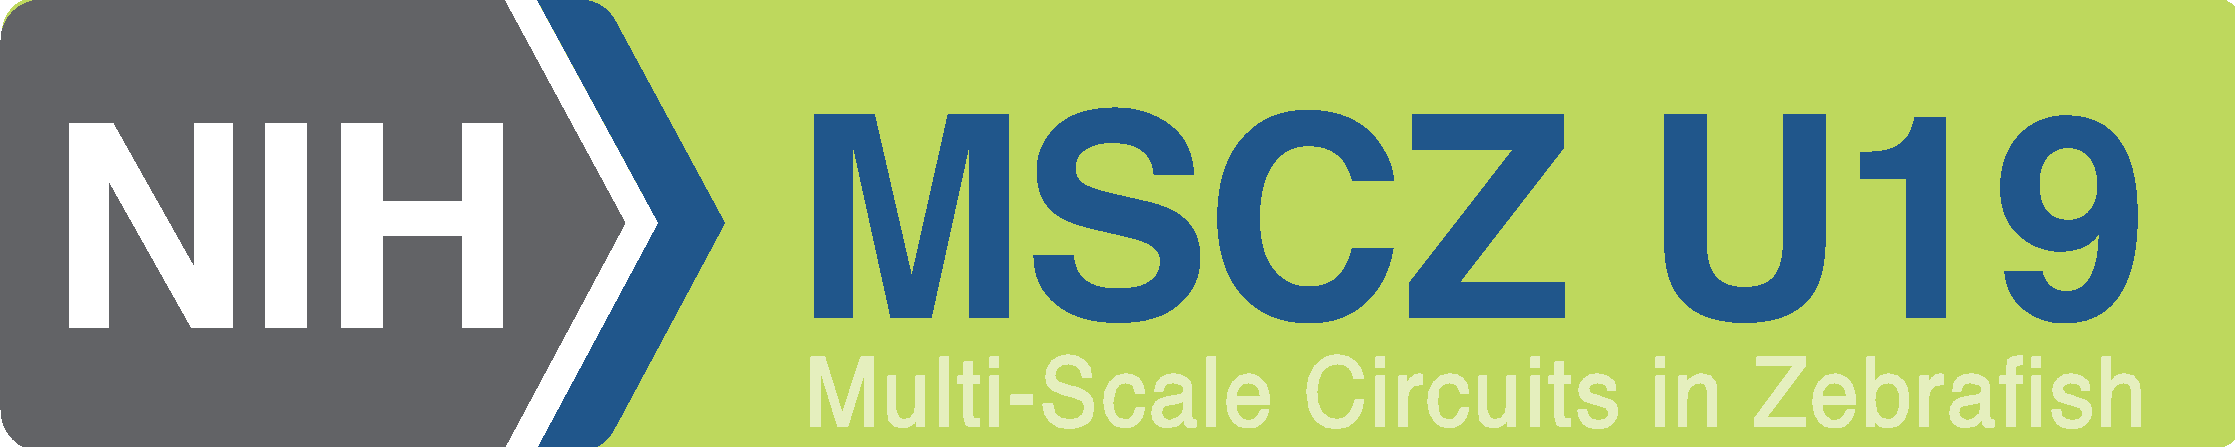 NIH
MSCZ U19
Multi-Scale Circuits in Zebrafish